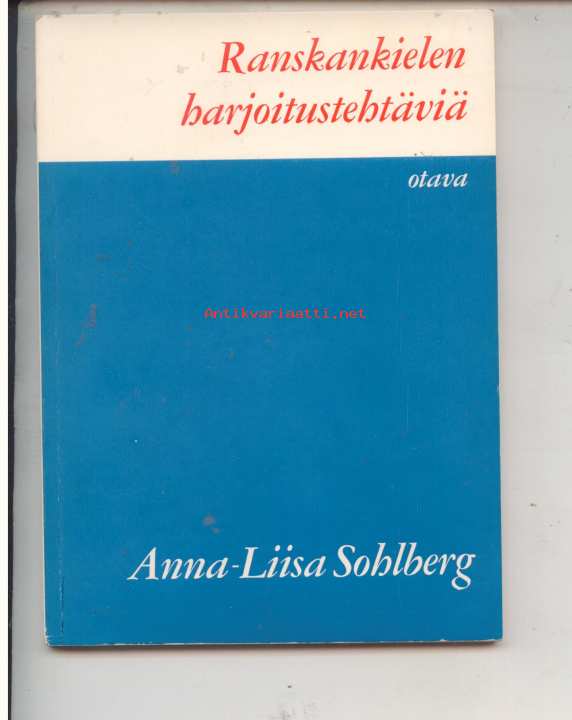 Ranskankielen
harjoitustehtäviä
otava
Antikvariaatti.net
Anna-Liisa Sohlberg